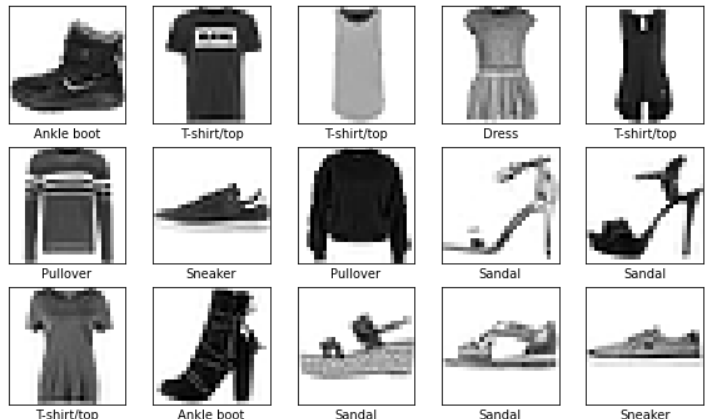 Ankle boot
T-shirt/top
T-shirt/top
Dress
T-shirt/top
Pullover
Sneaker
Pullover
Sandal
Sandal
T-shirt/top
Ankle boot
Sandal
Sandal
Sneaker